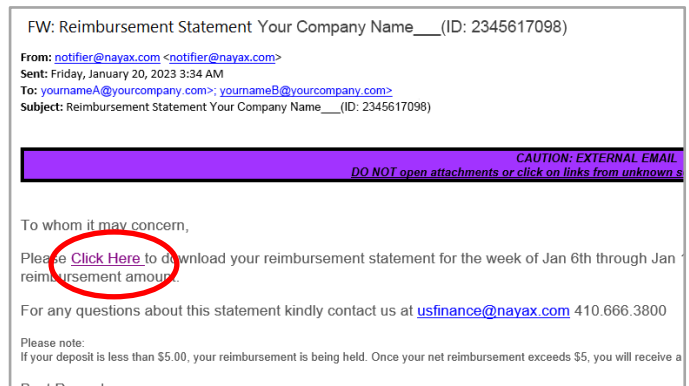 FW: Reimbursement Statement Your Company Name___(ID: 2345617098)
From: notifier@nayax.com <notifier@nayax.com>
Sent: Friday, January 20, 2023 3:34 AM
To: yournameA@yourcompany.com>; yournameB@yourcompany.com>
Subject: Reimbursement Statement Your Company Name___(ID: 2345617098)
CAUTION: EXTERNAL EMAIL
DO NOT open attachments or click on links from unknown
To whom it may concern,
Please Click Here to download your reimbursement statement for the week of Jan 6th through Jan
reimbursement amount.
For any questions about this statement kindly contact us at usfinance@nayax.com 410.666.3800
Please note:
If your deposit is less than $5.00, your reimbursement is being held. Once your net reimbursement exceeds $5, you will receive a